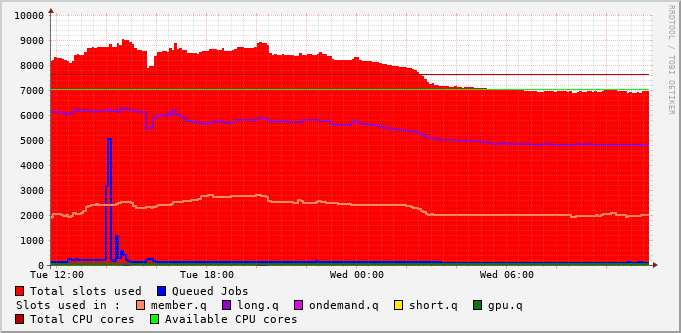 10000
9000
8000
7000
6000
5000
4000
3000
2000
1000
0
Tue 12:00 Tue 18:00 Wed 00:00 Wed 06:00
Total slots used Queued Jobs
Slots used in : member.q long.q ondemand.q short.q gpu.q
Total CPU cores Available CPU cores
RRDTOOL / TOBI OETIKER